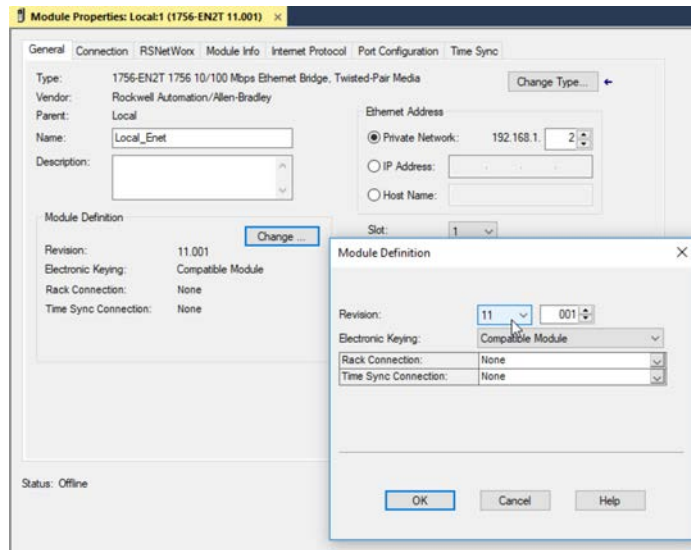 Module Properties: Local:1 (1756-EN2T 11.001) ×
General Connection RSNetWorx Module Info Internet Protocol Port Configuration Time Sync
Type: 1756-EN2T 1756 10/100 Mbps Ethernet Bridge, Twisted-Pair Media
Change Type...
Vendor: Rockwell Automation/Allen-Bradley
Parent: Local
Name: Local_Enet
Description:
Ethernet Address
Private Network: 192.168.1. 2
IP Address:
Host Name:
Module Definition
Change ...
Slot: 1
Revision: 11.001
Electronic Keying: Compatible Module
Rack Connection: None
Time Sync Connection: None
Module Definition
Revision: 11 001
Electronic Keying: Compatible Module
Rack Connection: None
Time Sync Connection: None
OK Cancel Help
Status: Offline